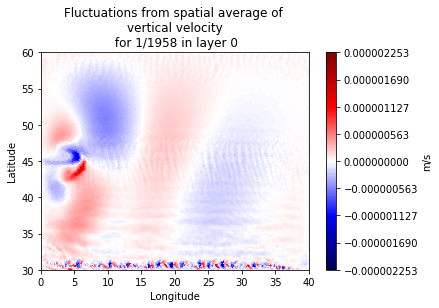 Fluctuations from spatial average of
vertical velocity
for 1/1958 in layer 0
60
55
50
45
40
35
30
Latitude
0 5 10 15 20 25 30 35 40
Longitude
0.000002253
0.000001690
0.000001127
0.000000563
0.000000000
−0.000000563
−0.000001127
−0.000001690
−0.000002253
m/s